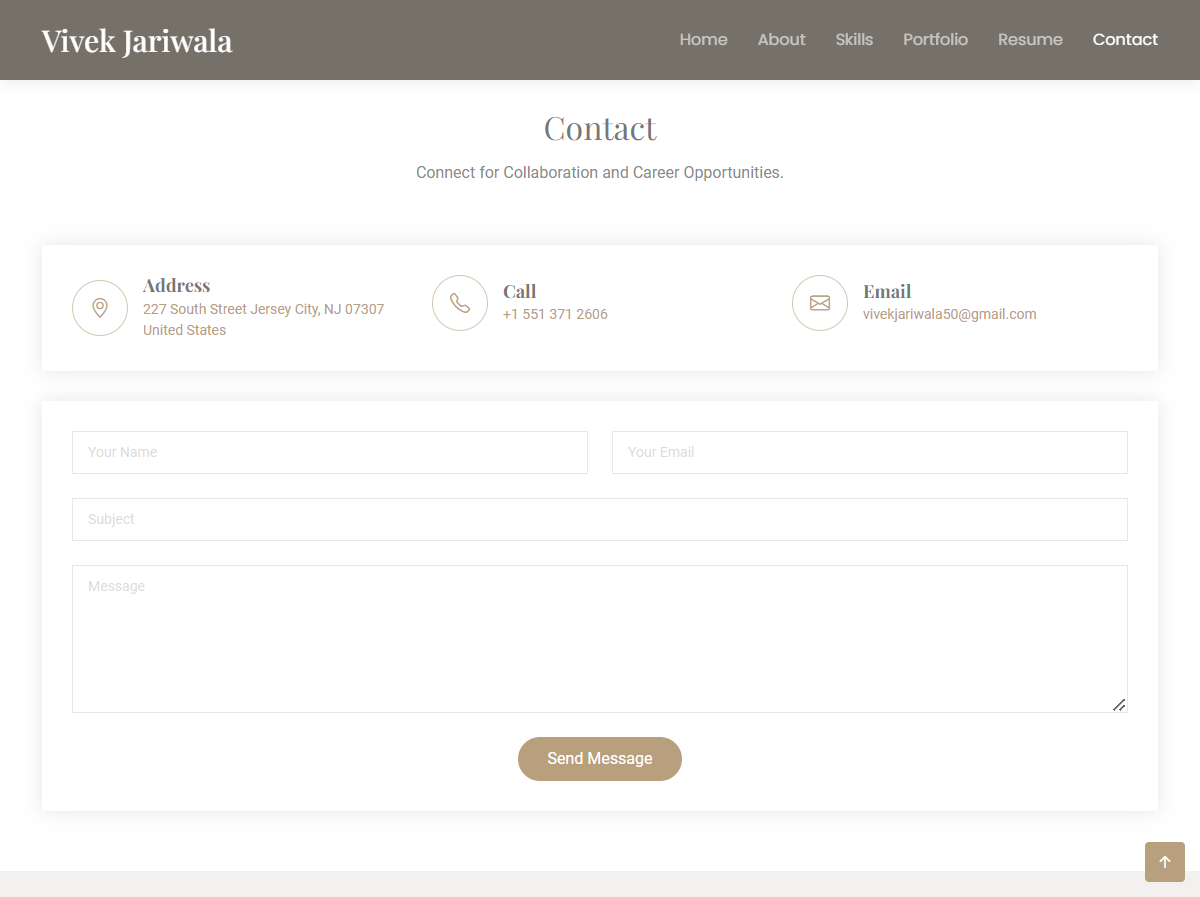 Vivek Jariwala
Home About Skills Portfolio Resume Contact
Contact
Connect for Collaboration and Career Opportunities.
Address
227 South Street Jersey City, NJ 07307
United States
Call
+1 551 371 2606
Email
vivekjariwala50@gmail.com
Your Name
Your Email
Subject
Message
Send Message